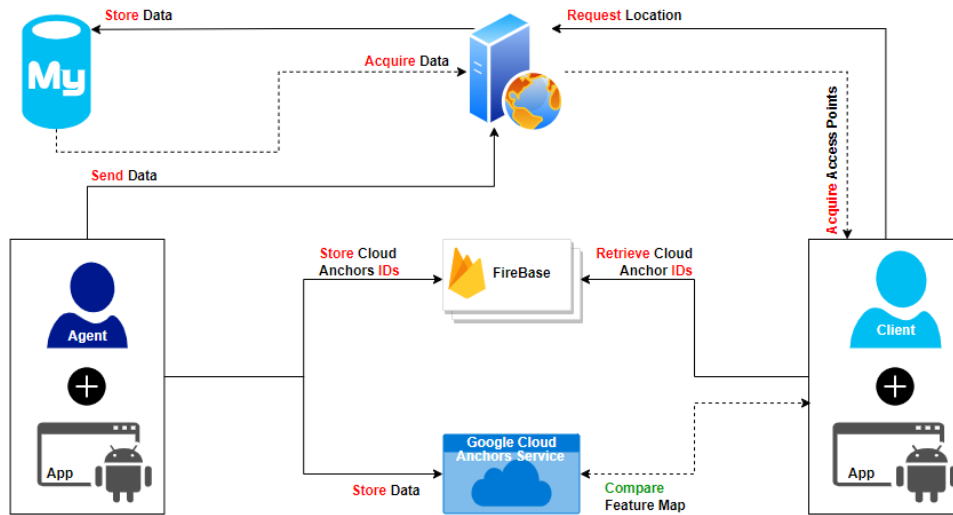 Store Data
Request Location
My
Acquire Data
Acquire Access Points
Send Data
Store Cloud
Anchors IDs
FireBase
Retrieve Cloud
Anchor IDs
Agent
Client
App
Google Cloud
Anchors Service
App
Store Data
Compare
Feature Map